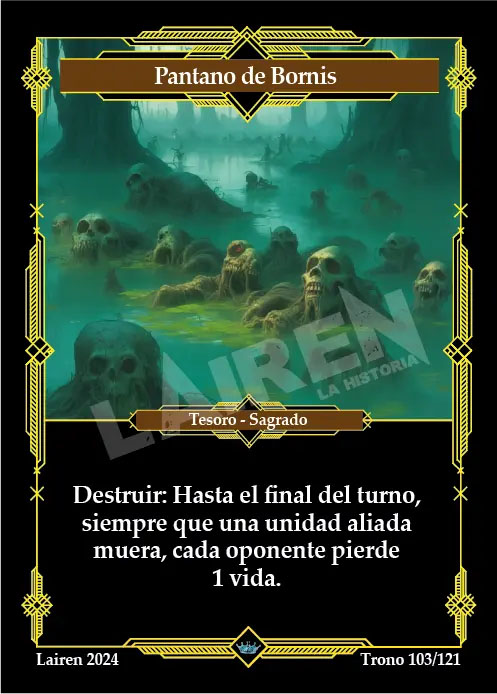 Pantano de Bornis
LAIREN
LA HISTORIA
Tesoro - Sagrado
Destruir: Hasta el final del turno,
siempre que una unidad aliada
muera, cada oponente pierde
1 vida.
Lairen 2024
Trono 103/121